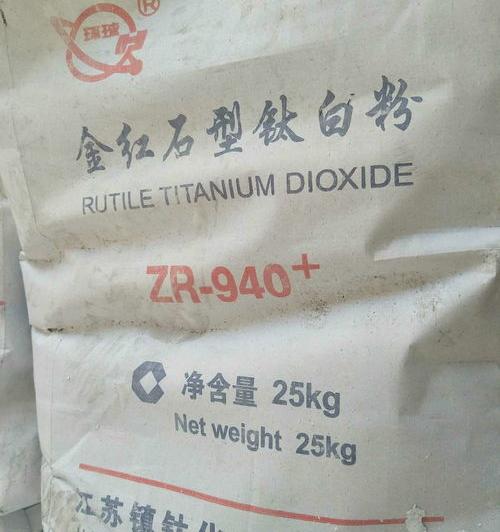 环球
®
金红石型钛白粉
RUTILE TITANIUM DIOXIDE
ZR-940+
净含量 25kg
Net weight 25kg
江苏镇钛化